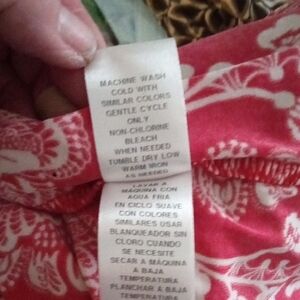 MACHINE WASH
COLD WITH
SIMILAR COLORS
GENTLE CYCLE
ONLY
NON-CHLORINE
BLEACH
WHEN NEEDED
TUMBLE DRY LOW
WARM IRON
AS NEEDED
LAVAR A
MAQUINA CON
AGUA FRIA
EN CICLO SUAVE
CON COLORES
SIMILARES USAR
BLANQUEADOR SIN
CLORO CUANDO
SE NECESITE
SECAR A MAQUINA
A BAJA
TEMPERATURA
PLANCHAR A BAJA
TEMPERATURA